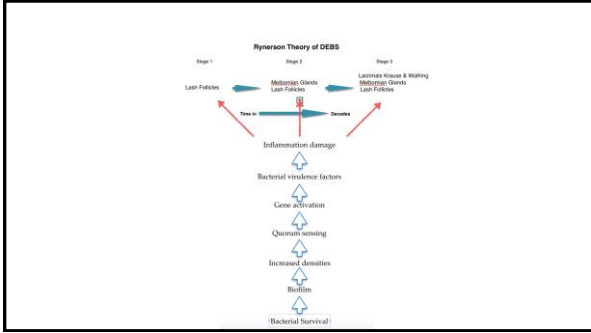 Rynerson Theory of DEBS
Stage 1
Stage 2
Stage 3
Lash Follicles
Meibomian Glands
Lash Follicles
Lacrimals Krause & Wolfring
Meibomian Glands
Lash Follicles
Time in
Decades
Inflammation damage
Bacterial virulence factors
Gene activation
Quorum sensing
Increased densities
Biofilm
Bacterial Survival